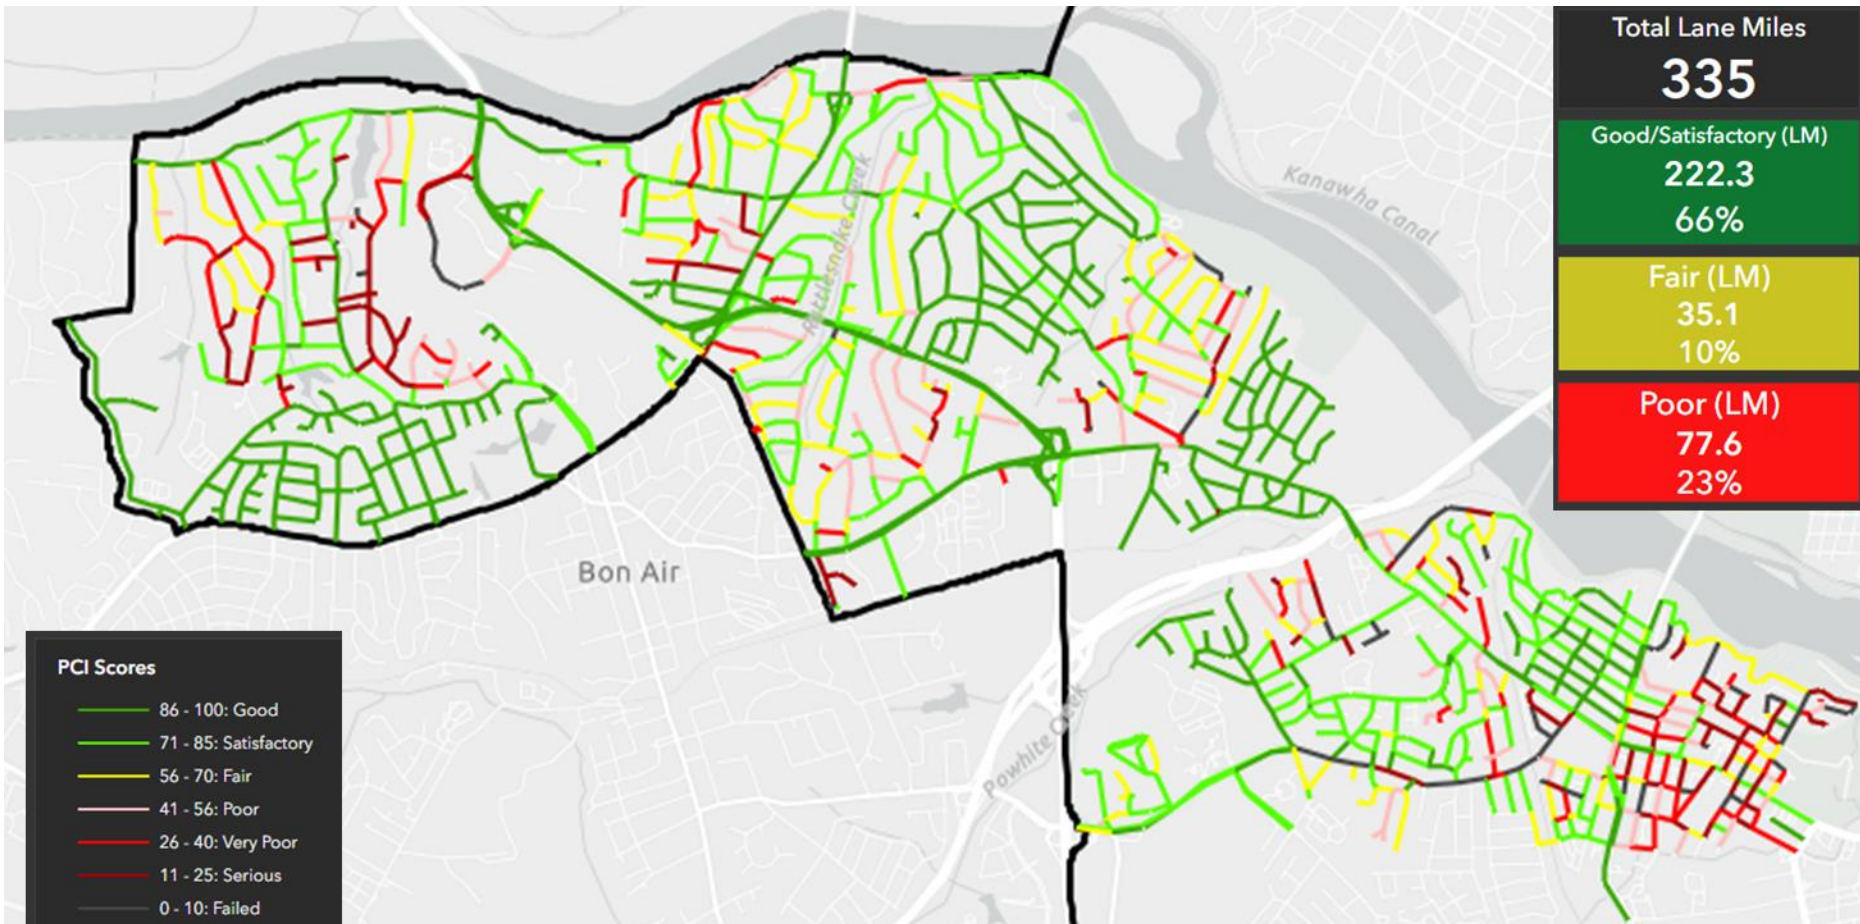 Total Lane Miles
335
Good/Satisfactory (LM)
222.3
66%
Fair (LM)
35.1
10%
Poor (LM)
77.6
23%
Kanawha Canal
Rattlesnake Creek
Bon Air
Powhite Creek
PCI Scores
86 - 100: Good
71 - 85: Satisfactory
56 - 70: Fair
41 - 56: Poor
26 - 40: Very Poor
11 - 25: Serious
0 - 10: Failed